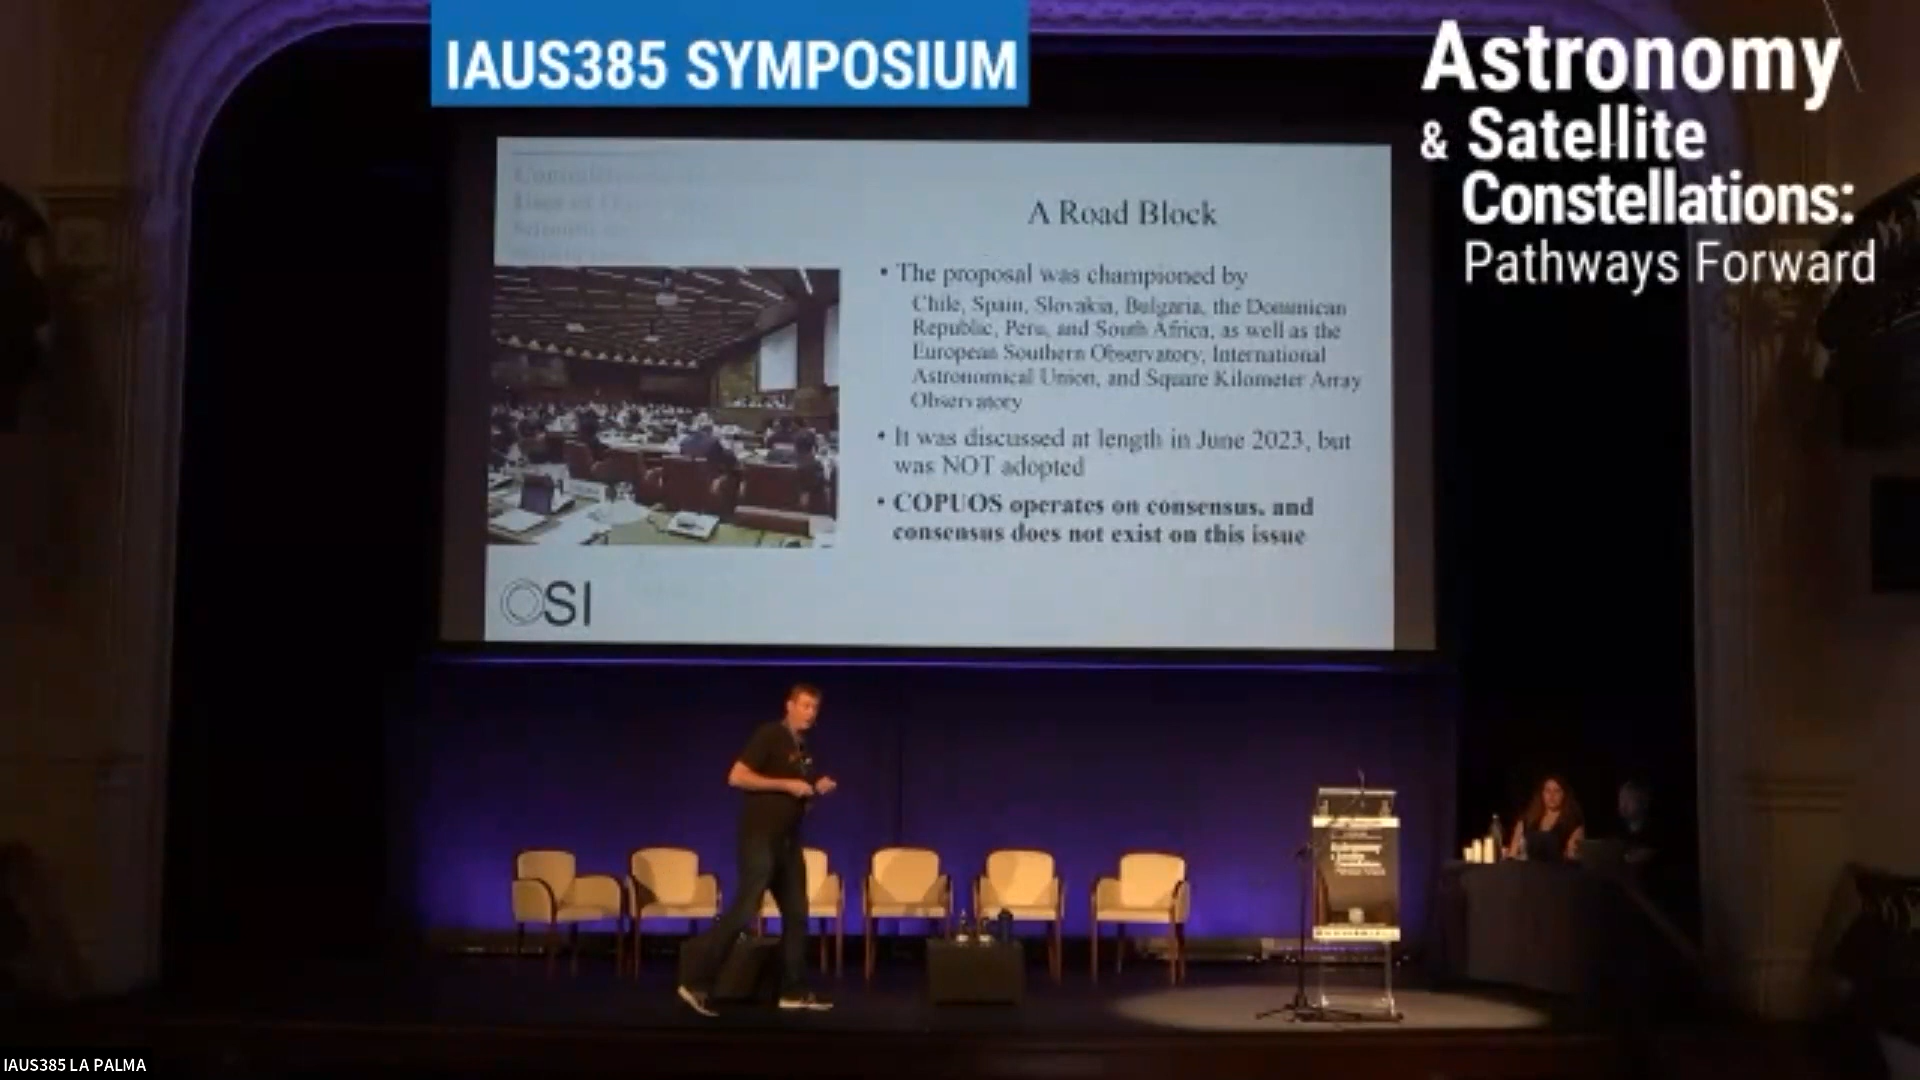 IAUS385 SYMPOSIUM
Astronomy
& Satellite
Constellations:
Pathways Forward
A Road Block
• The proposal was championed by
Chile, Spain, Slovakia, Bulgaria, the Dominican
Republic, Peru, and South Africa, as well as the
European Southern Observatory, International
Astronomical Union, and Square Kilometer Array
Observatory
• It was discussed at length in June 2023, but
was NOT adopted
• COPUOS operates on consensus, and
consensus does not exist on this issue
OSI
Astronomy
IAUS385 LA PALMA